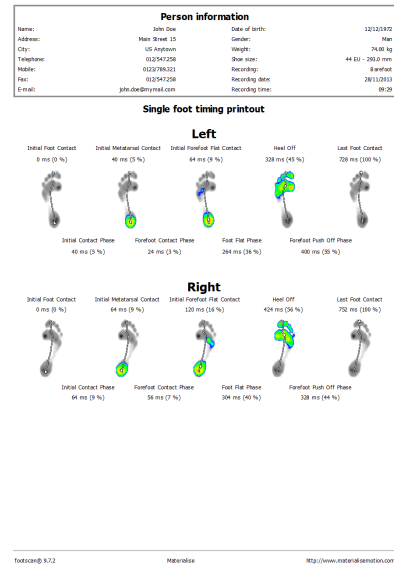 Person information
Name: John Doe Date of birth: 12/12/1972
Address: Main Street 15 Gender: Man
City: US Anytown Weight: 74.00 kg
Telephone: 012/547.258 Shoe size: 44 EU - 293.0 mm
Mobile: 0123/789.321 Recording: Barefoot
Fax: 012/547.258 Recording date: 28/11/2013
E-mail: john.doe@mymail.com Recording time: 09:29
Single foot timing printout
Left
Initial Foot Contact Initial Metatarsal Contact Initial Forefoot Flat Contact Heel Off Last Foot Contact
0 ms (0 %) 40 ms (5 %) 64 ms (9 %) 328 ms (45 %) 728 ms (100 %)
Initial Contact Phase Forefoot Contact Phase Foot Flat Phase Forefoot Push Off Phase
40 ms (5 %) 24 ms (3 %) 264 ms (36 %) 400 ms (55 %)
Right
Initial Foot Contact Initial Metatarsal Contact Initial Forefoot Flat Contact Heel Off Last Foot Contact
0 ms (0 %) 64 ms (9 %) 120 ms (16 %) 424 ms (56 %) 752 ms (100 %)
Initial Contact Phase Forefoot Contact Phase Foot Flat Phase Forefoot Push Off Phase
64 ms (9 %) 56 ms (7 %) 304 ms (40 %) 328 ms (44 %)
footscan® 9.7.2 Materialise http://www.materialisemotion.com